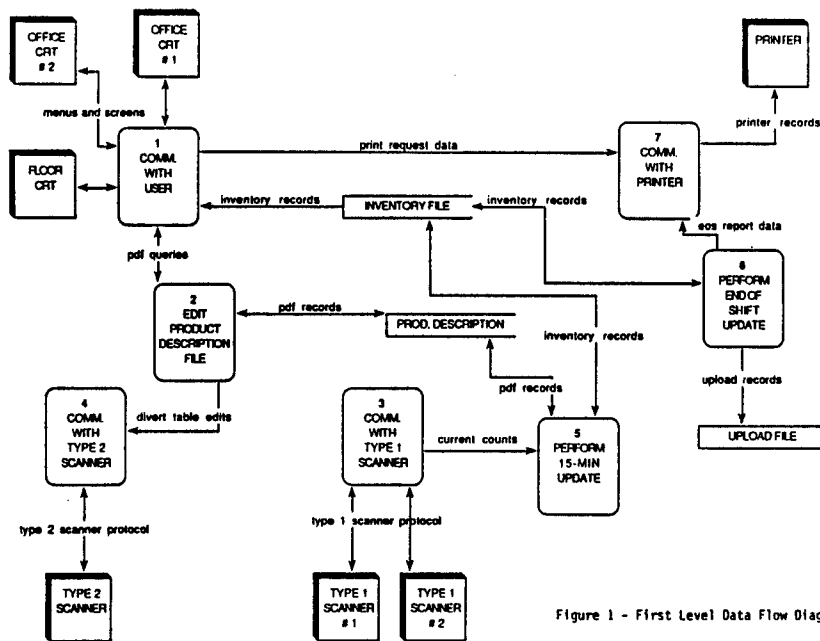 OFFICE
CRT
# 2
OFFICE
CRT
# 1
PRINTER
menus and screens
printer records
1
COMM.
WITH
USER
print request data
7
COMM.
WITH
PRINTER
FLOOR
CRT
inventory records
INVENTORY FILE
inventory records
eos report data
pdf queries
6
PERFORM
END OF
SHIFT
UPDATE
2
EDIT
PRODUCT
DESCRIPTION
FILE
pdf records
PROD. DESCRIPTION
inventory records
pdf records
upload records
4
COMM.
WITH
TYPE 2
SCANNER
divert table edits
3
COMM.
WITH TYPE 1
SCANNER
current counts
5
PERFORM
15-MIN
UPDATE
UPLOAD FILE
type 2 scanner protocol
type 1 scanner protocol
TYPE 2
SCANNER
TYPE 1
SCANNER
# 1
TYPE 1
SCANNER
# 2
Figure 1 - First Level Data Flow Diag